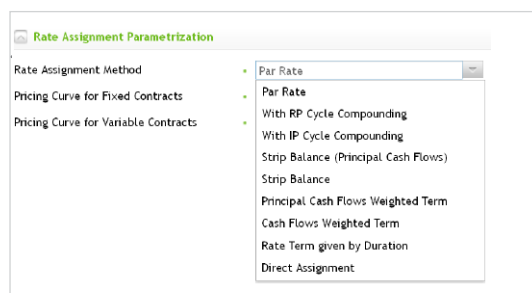 Rate Assignment Parametrization
Rate Assignment Method
Par Rate
Pricing Curve for Fixed Contracts
Pricing Curve for Variable Contracts
Par Rate
With RP Cycle Compounding
With IP Cycle Compounding
Strip Balance (Principal Cash Flows)
Strip Balance
Principal Cash Flows Weighted Term
Cash Flows Weighted Term
Rate Term given by Duration
Direct Assignment